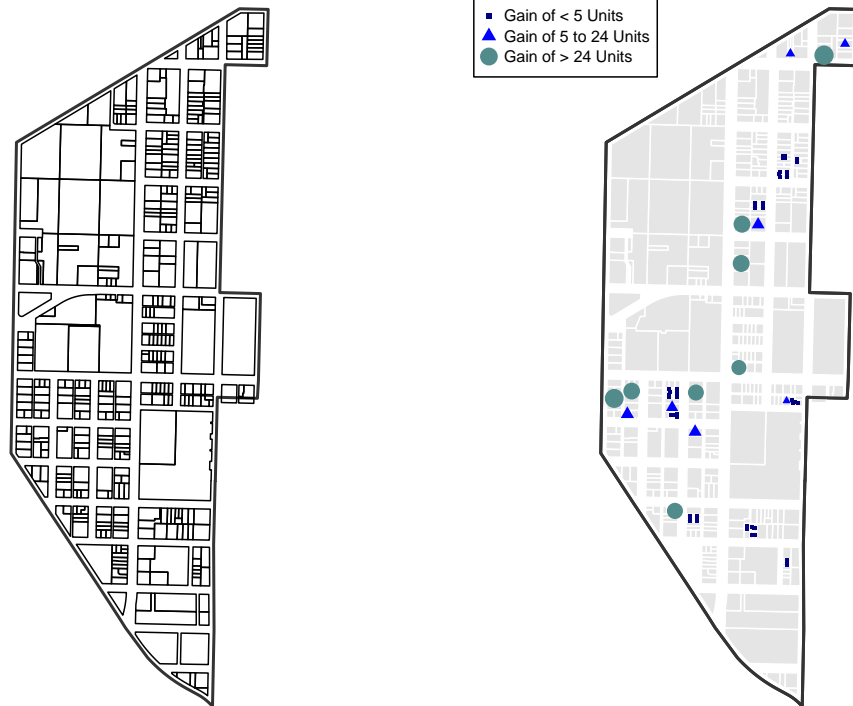 Gain of < 5 Units
Gain of 5 to 24 Units
Gain of > 24 Units